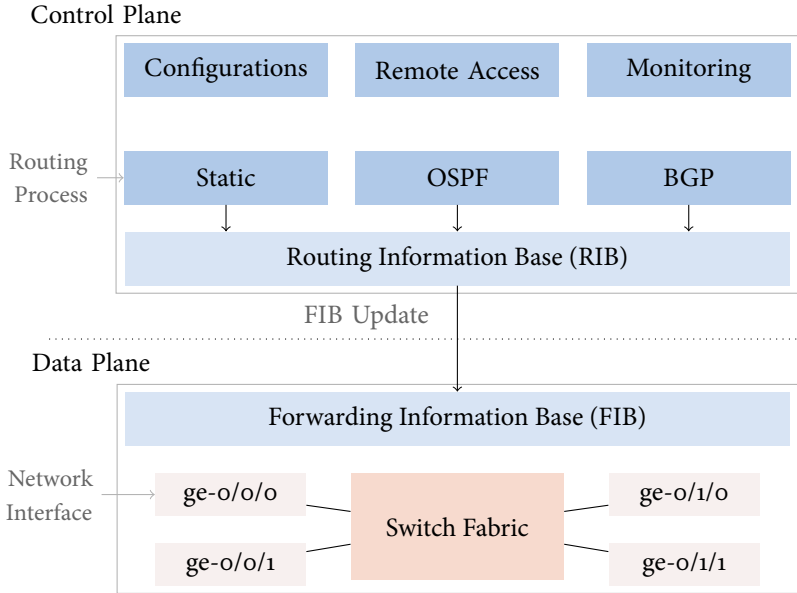 Control Plane
Configurations
Remote Access
Monitoring
Routing
Process
Static
OSPF
BGP
Routing Information Base (RIB)
FIB Update
Data Plane
Forwarding Information Base (FIB)
Network
Interface
ge-0/0/0
ge-0/0/1
Switch Fabric
ge-0/1/0
ge-0/1/1